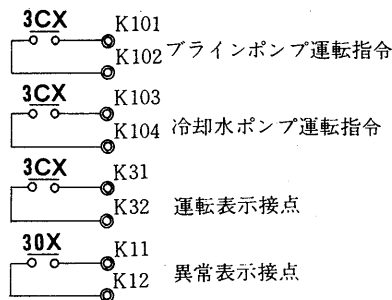 3CX K101
K102 ブラインポンプ運転指令
3CX K103
K104 冷却水ポンプ運転指令
3CX K31
K32 運転表示接点
30X K11
K12 異常表示接点